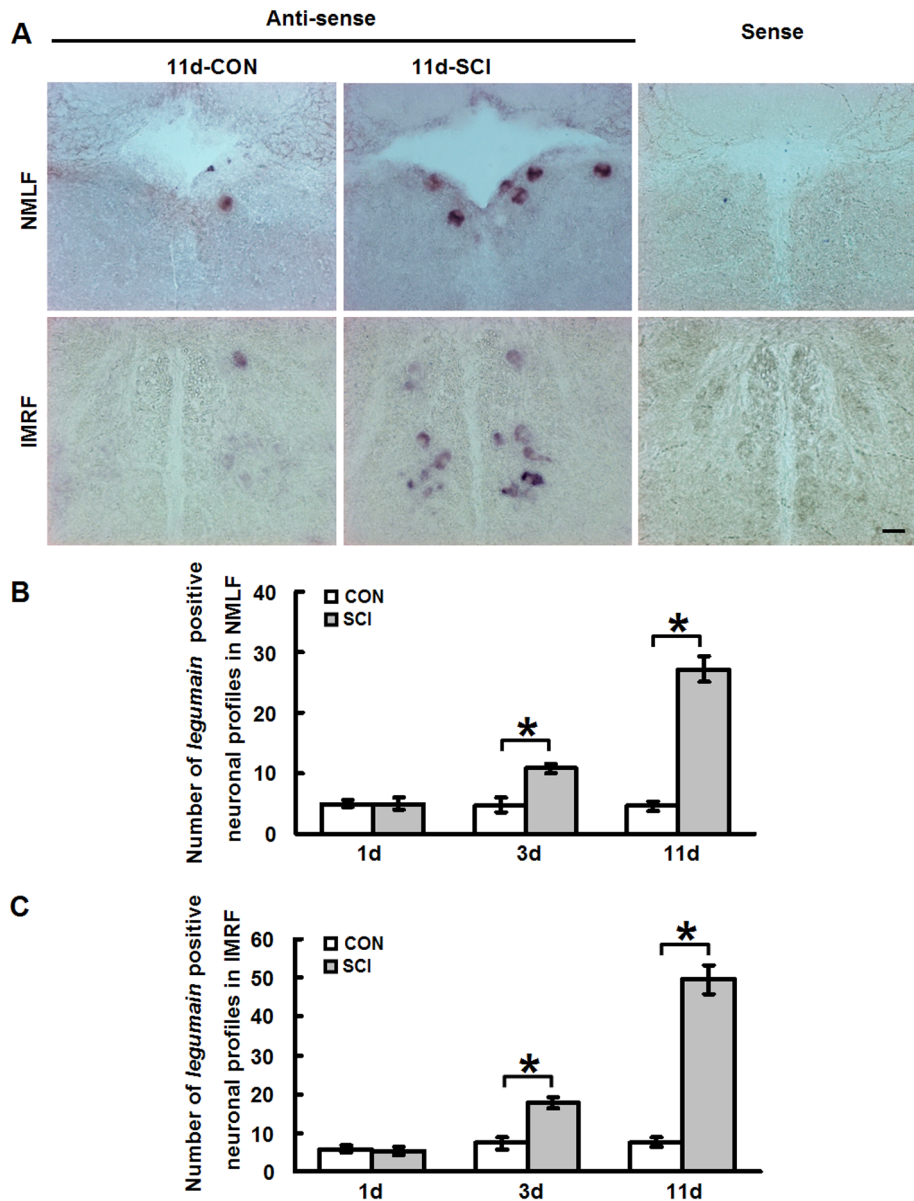 A
Anti-sense
Sense
11d-CON
11d-SCI
NMLF
IMRF
B
Number of legumain positive
neuronal profiles in NMLF
40
30
20
10
0
CON
SCI
*
*
1d
3d
11d
C
Number of legumain positive
neuronal profiles in IMRF
60
50
40
30
20
10
0
CON
SCI
*
*
1d
3d
11d